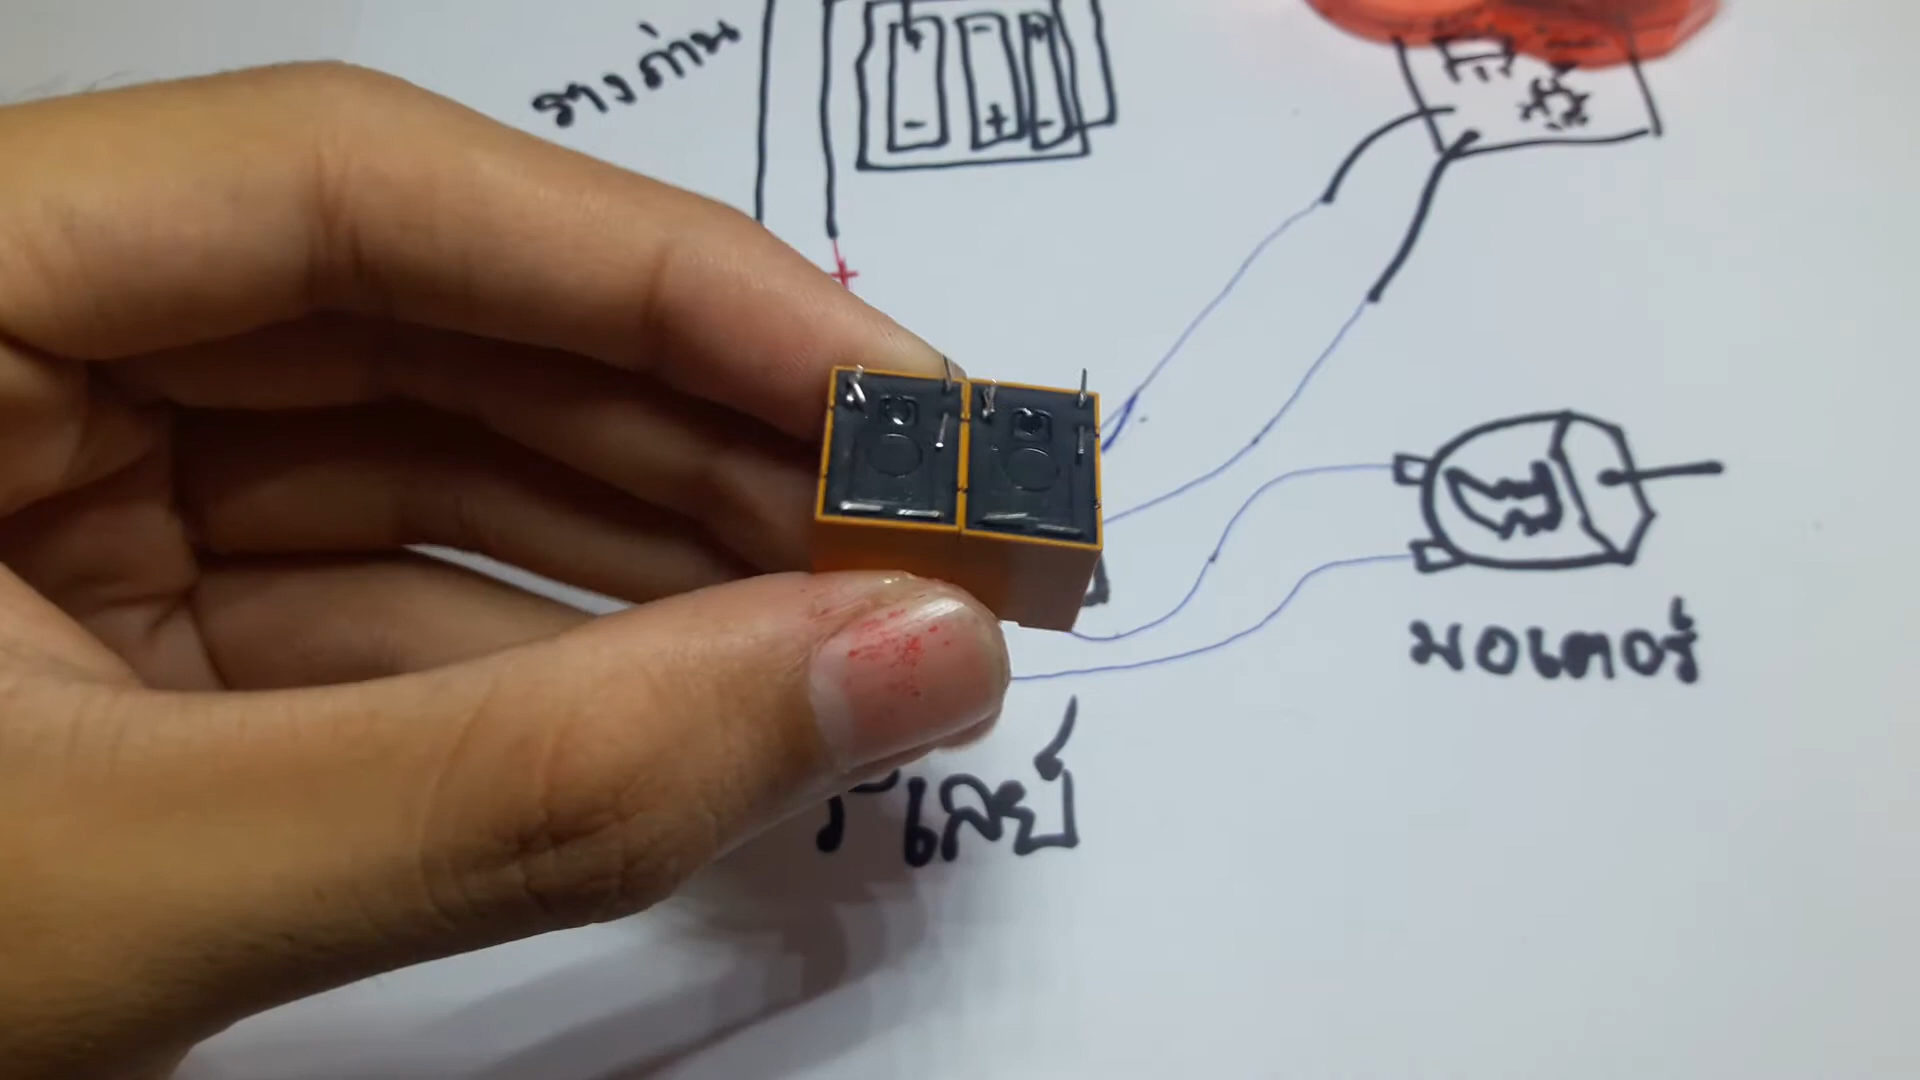 รางถ่าน
- + -
+
มอเตอร์
รีเลย์